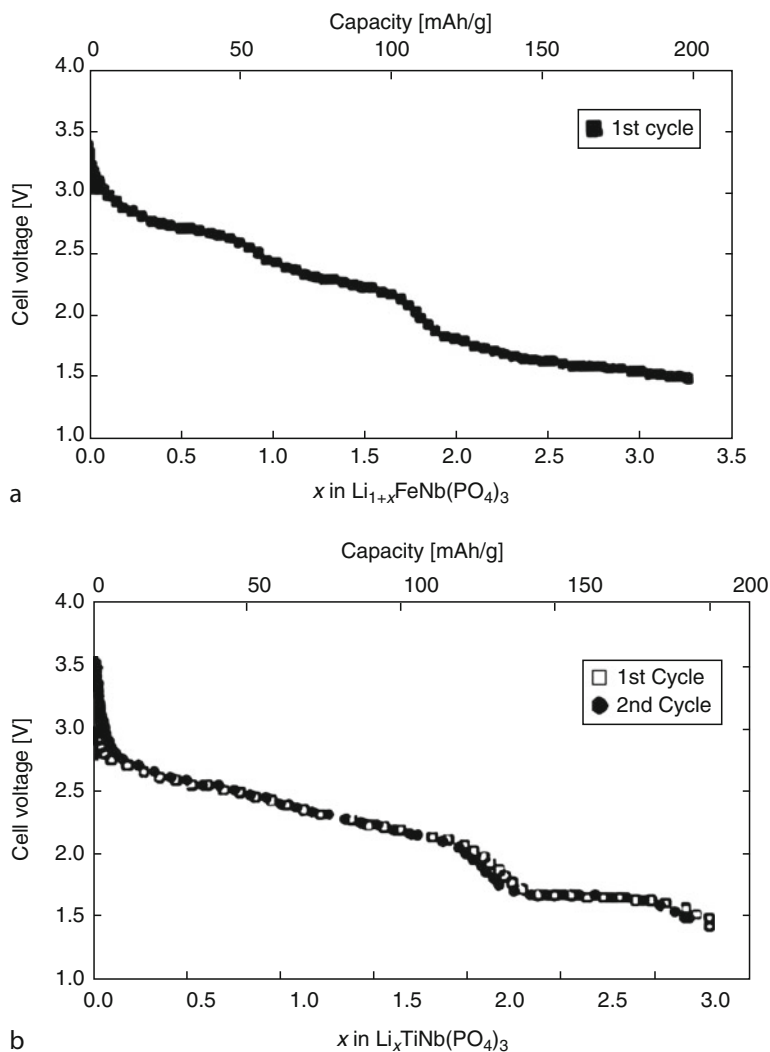 Capacity [mAh/g]
0 50 100 150 200
4.0
3.5
3.0
2.5
2.0
1.5
1.0
Cell voltage [V]
1st cycle
0.0 0.5 1.0 1.5 2.0 2.5 3.0 3.5
a
x in Li₁₊ₓFeNb(PO₄)₃
Capacity [mAh/g]
0 50 100 150 200
4.0
3.5
3.0
2.5
2.0
1.5
1.0
Cell voltage [V]
1st Cycle
2nd Cycle
0.0 0.5 1.0 1.5 2.0 2.5 3.0
b
x in LiₓTiNb(PO₄)₃